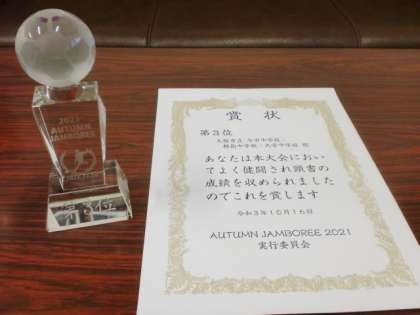 2021
AUTUMN
JAMBOREE
第3位
賞状
第3位
あなたは本大会におい
てよく健闘され頭書の
成績を収められました
のでこれを賞します
令和3年10月16日
AUTUMN JAMBOREE 2021
実行委員会